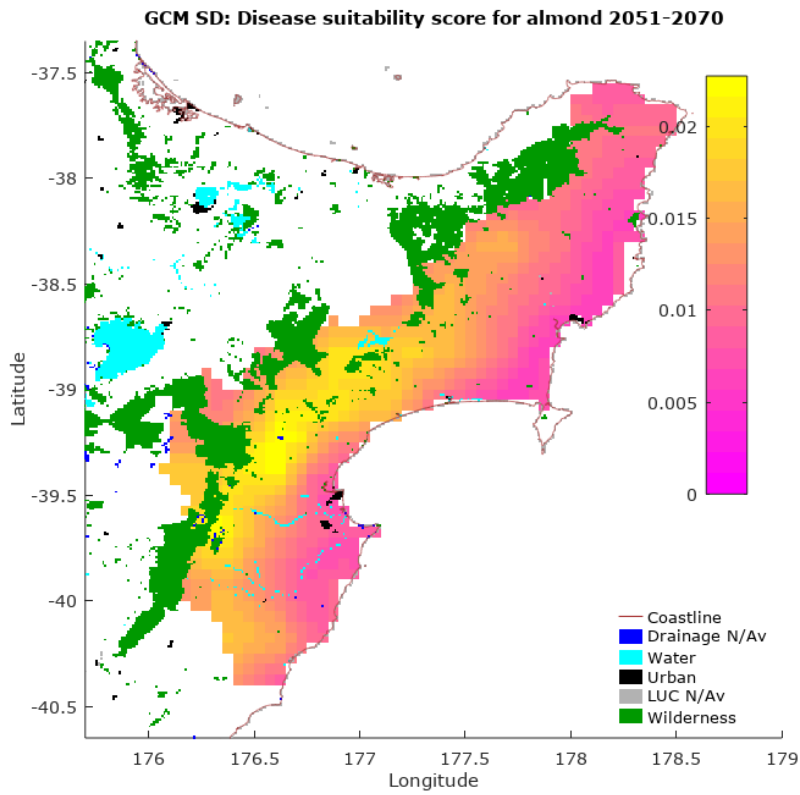 GCM SD: Disease suitability score for almond 2051-2070
-37.5
-38
-38.5
-39
-39.5
-40
-40.5
Latitude
176
176.5
177
177.5
178
178.5
179
Longitude
0.02
0.015
0.01
0.005
0
Coastline
Drainage N/Av
Water
Urban
LUC N/Av
Wilderness